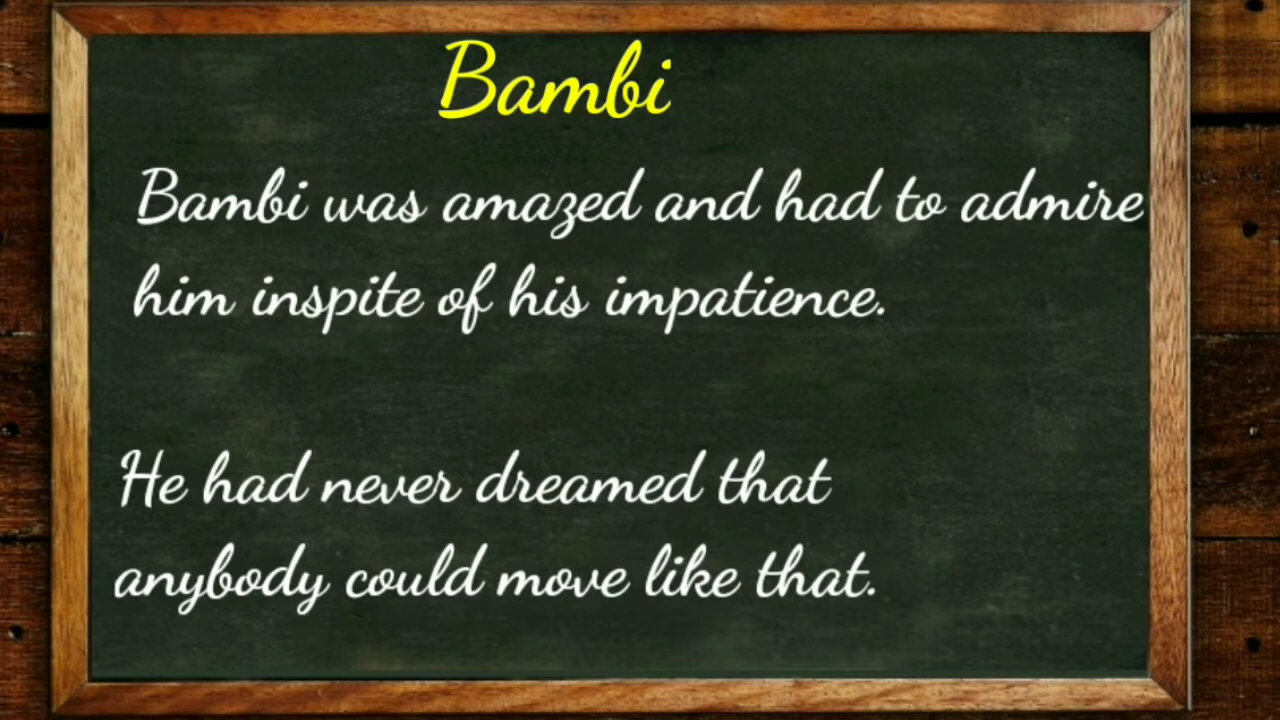 Bambi
Bambi was amazed and had to admire
him inspite of his impatience.
He had never dreamed that
anybody could move like that.